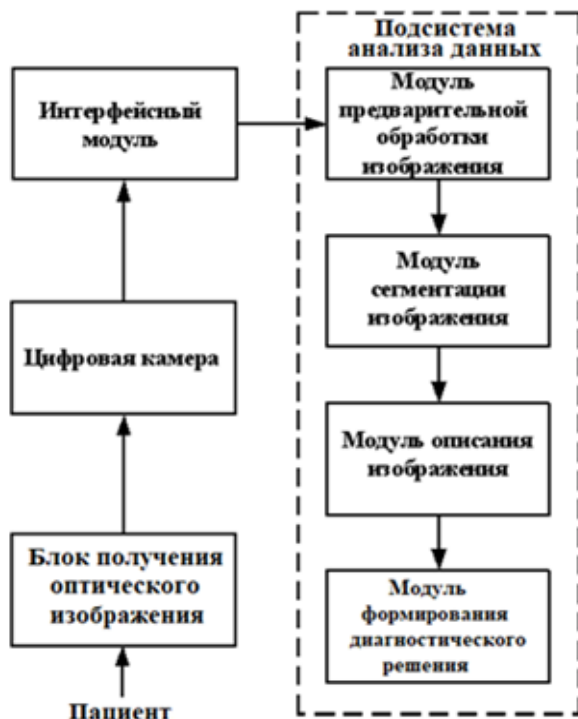 Подсистема
анализа данных
Интерфейсный
модуль
Модуль
предварительной
обработки
изображения
Цифровая камера
Модуль
сегментации
изображения
Модуль описания
изображения
Блок получения
оптического
изображения
Модуль
формирования
диагностического
решения
Пациент